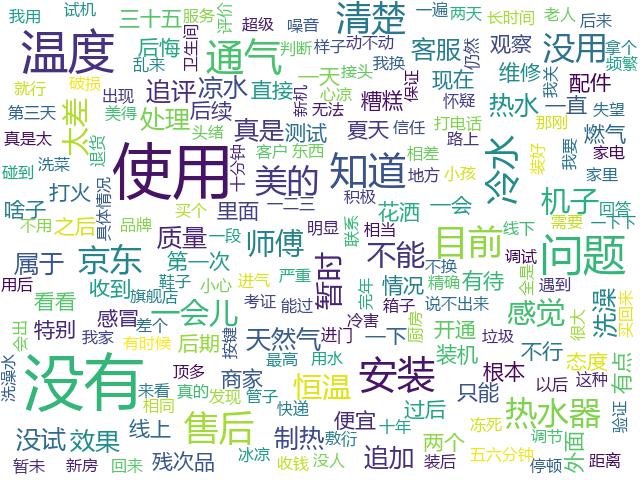 我用 试机 三十五 服务 评价 超级 噪音 清楚 一遍 两天 长时间 老人 后来
温度 后悔 卫生间 通气 判断 样子 动不动 客服 仍然 观察 没用 拿个 频繁
就行 破损 乱来 凉水 一天 接头 我换 保证 现在 维修 我关 配件
第三天 出现 追评 直接 新机 心凉 糟糕 怀疑 热水 一直 失望
太差 美得 处理 后续 头绪 真是 测试 无法 夏天 信任 打电话 路上 那刚 燃气
真是太 洗菜 退货 使用 十分钟 客户 东西 相差 冷水 装好 我要 家电
碰到 打火 具体情况 美的 知道 地方 小孩 家里
啥子 不用 品牌 买个 里面 一二三 积极 一会 机子 回答
之后 质量 一段 师傅 明显 联系 相当 花洒 目前 线下 需要 一下下
属于 京东 第一次 鞋子 进气 严重 暂时 不能 不换 调试 全是 问题
用后 收到 旗舰店 小心 考证 能过 完年 情况 精确 有待 遇到
看看 会出 感冒 一会儿 箱子 说不出来 感觉 洗澡 买回来
特别 我家 差个 按键 天然气 进门 冷害 厨房 一下 开通 垃圾 很大
有时候 后期 最高 用水 装机 不行 态度 这种
没有 洗澡水 来看 顶多 真的 发现 商家 恒温 安装 只能 根本 以后 有点
相同 管子 快递 便宜 过后 热水器 验证
没试 效果 线上 售后 制热 敷衍 十年 两个 冻死 调节 外面
暂未 新房 回来 残次品 冰凉 收钱 没人 追加 装后 五六分钟 停顿 距离